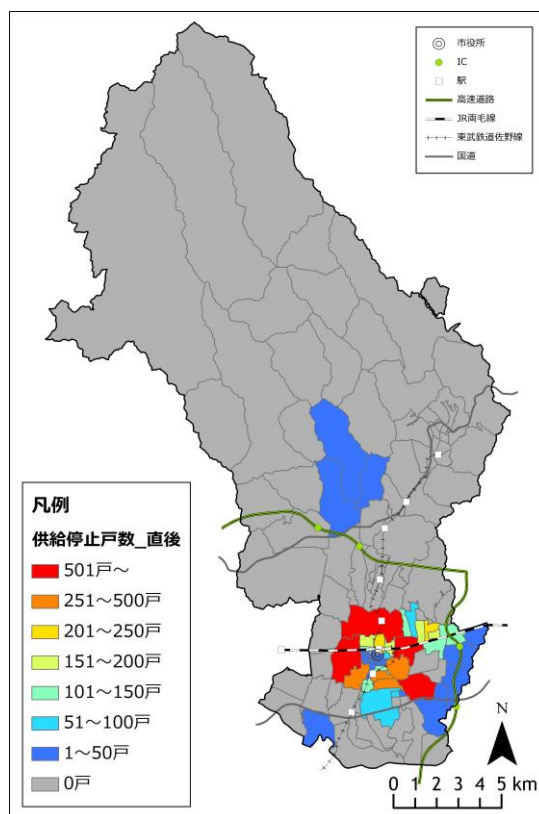 市役所
IC
駅
高速道路
JR両毛線
東武鉄道佐野線
国道
凡例
供給停止戸数_直後
501戸～
251～500戸
201～250戸
151～200戸
101～150戸
51～100戸
1～50戸
0戸
N
0 1 2 3 4 5 km